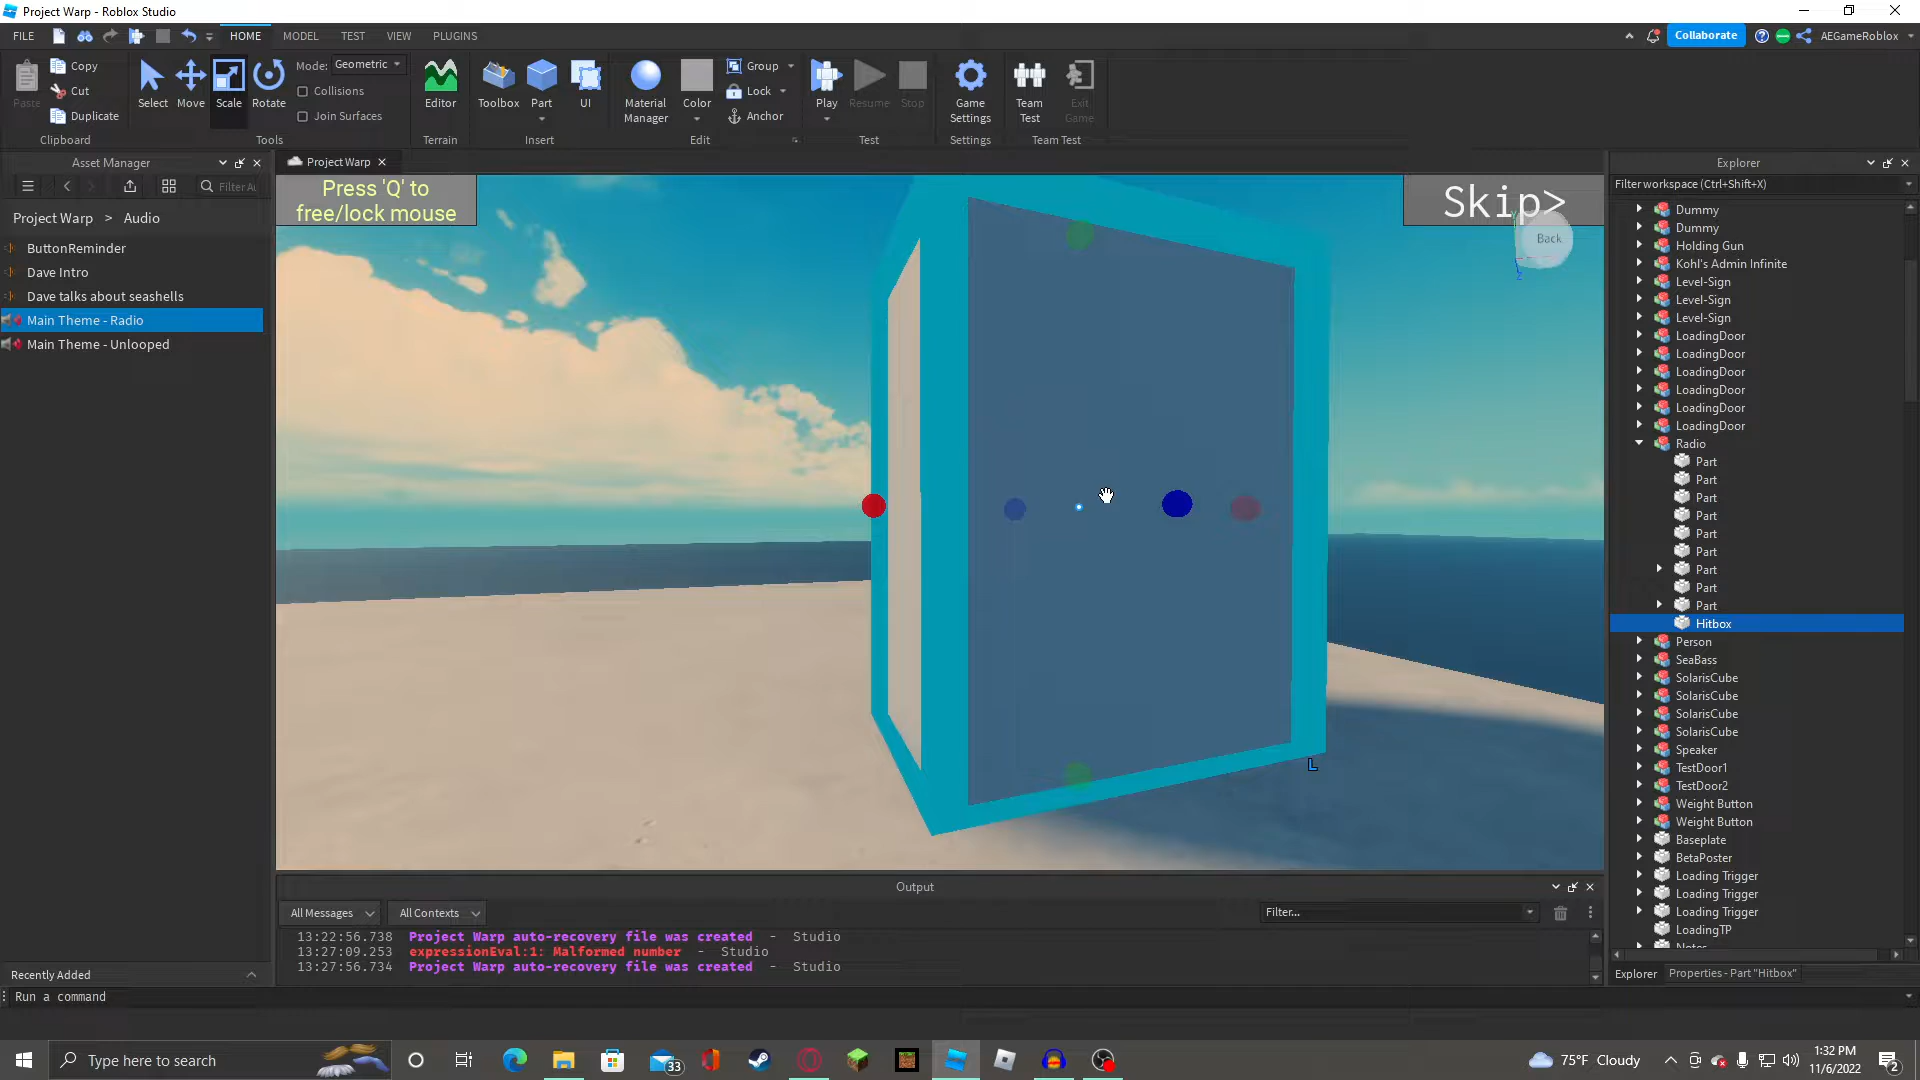 Project Warp - Roblox Studio
FILE
HOME
MODEL
TEST
VIEW
PLUGINS
Collaborate
AEGameRoblox
Paste
Copy
Cut
Duplicate
Clipboard
Select
Move
Scale
Rotate
Mode: Geometric
Collisions
Join Surfaces
Tools
Editor
Terrain
Toolbox
Part
UI
Insert
Material
Manager
Color
Group
Lock
Anchor
Edit
Play
Resume
Stop
Test
Game
Settings
Settings
Team
Test
Exit
Game
Team Test
Asset Manager
Filter
Project Warp > Audio
ButtonReminder
Dave Intro
Dave talks about seashells
Main Theme - Radio
Main Theme - Unlooped
Recently Added
Project Warp
Press 'Q' to
free/lock mouse
Skip>
Back
Y
Z
L
Explorer
Filter workspace (Ctrl+Shift+X)
Dummy
Dummy
Holding Gun
Kohl's Admin Infinite
Level-Sign
Level-Sign
Level-Sign
LoadingDoor
LoadingDoor
LoadingDoor
LoadingDoor
LoadingDoor
LoadingDoor
Radio
Part
Part
Part
Part
Part
Part
Part
Part
Part
Hitbox
Person
SeaBass
SolarisCube
SolarisCube
SolarisCube
SolarisCube
Speaker
TestDoor1
TestDoor2
Weight Button
Weight Button
Baseplate
BetaPoster
Loading Trigger
Loading Trigger
Loading Trigger
LoadingTP
Explorer
Properties - Part "Hitbox"
Output
All Messages
All Contexts
Filter...
13:22:56.738 Project Warp auto-recovery file was created - Studio
13:27:09.253 expressionEval:1: Malformed number - Studio
13:27:56.734 Project Warp auto-recovery file was created - Studio
Run a command
Type here to search
33
75°F Cloudy
1:32 PM
11/6/2022
2